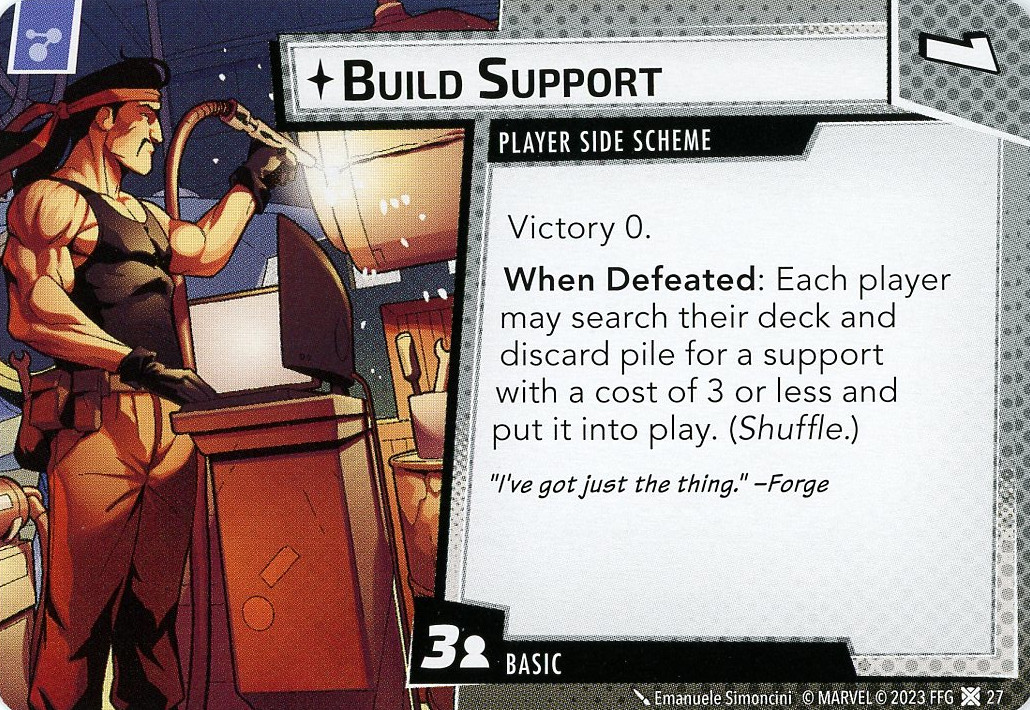 BUILD SUPPORT
PLAYER SIDE SCHEME
Victory 0.
When Defeated: Each player
may search their deck and
discard pile for a support
with a cost of 3 or less and
put it into play. (Shuffle.)
"I've got just the thing." –Forge
3
BASIC
Emanuele Simoncini © MARVEL © 2023 FFG 27